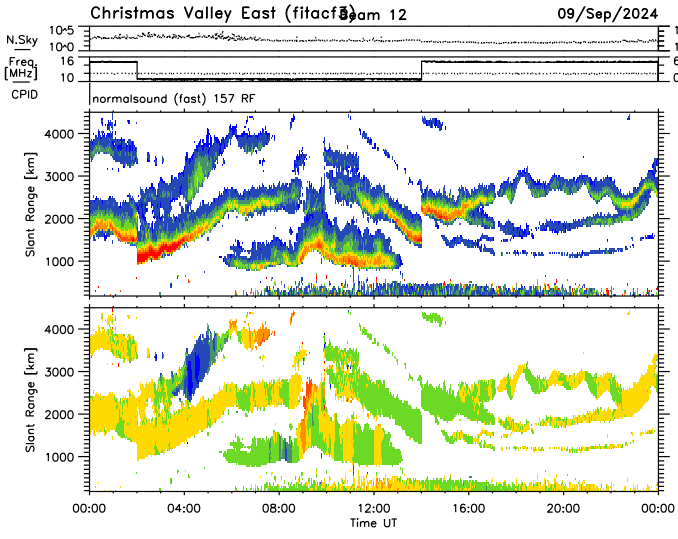 Christmas Valley East (fitacf3) Beam 12 09/Sep/2024
N.Sky 10^5 10^0
Freq. [MHz] 16 10
CPID normalsound (fast) 157 RF
Slant Range [km] 4000 3000 2000 1000
Slant Range [km] 4000 3000 2000 1000
00:00 04:00 08:00 12:00 16:00 20:00 00:00
Time UT